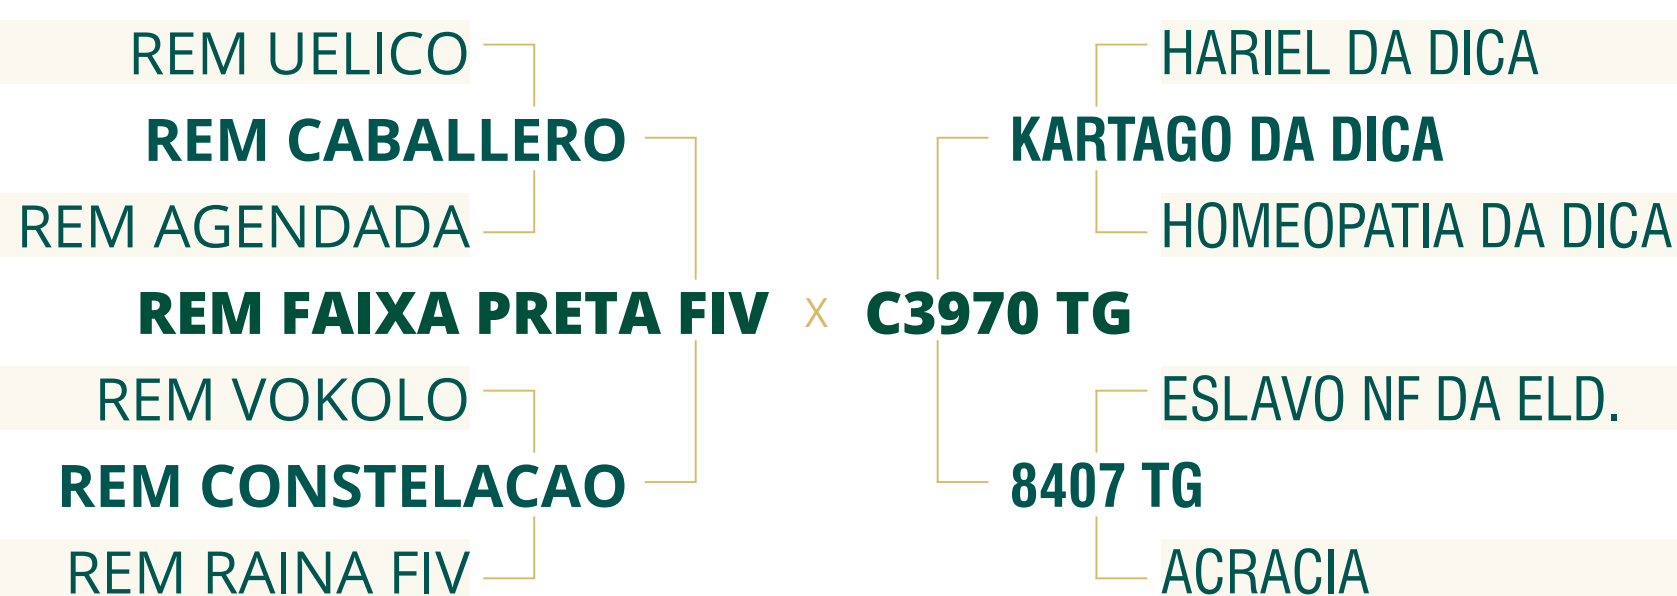 REM UELICO HARIEL DA DICA
REM CABALLERO KARTAGO DA DICA
REM AGENDADA HOMEOPATIA DA DICA
REM FAIXA PRETA FIV X C3970 TG
REM VOKOLO ESLAVO NF DA ELD.
REM CONSTELACAO 8407 TG
REM RAINA FIV ACRACIA